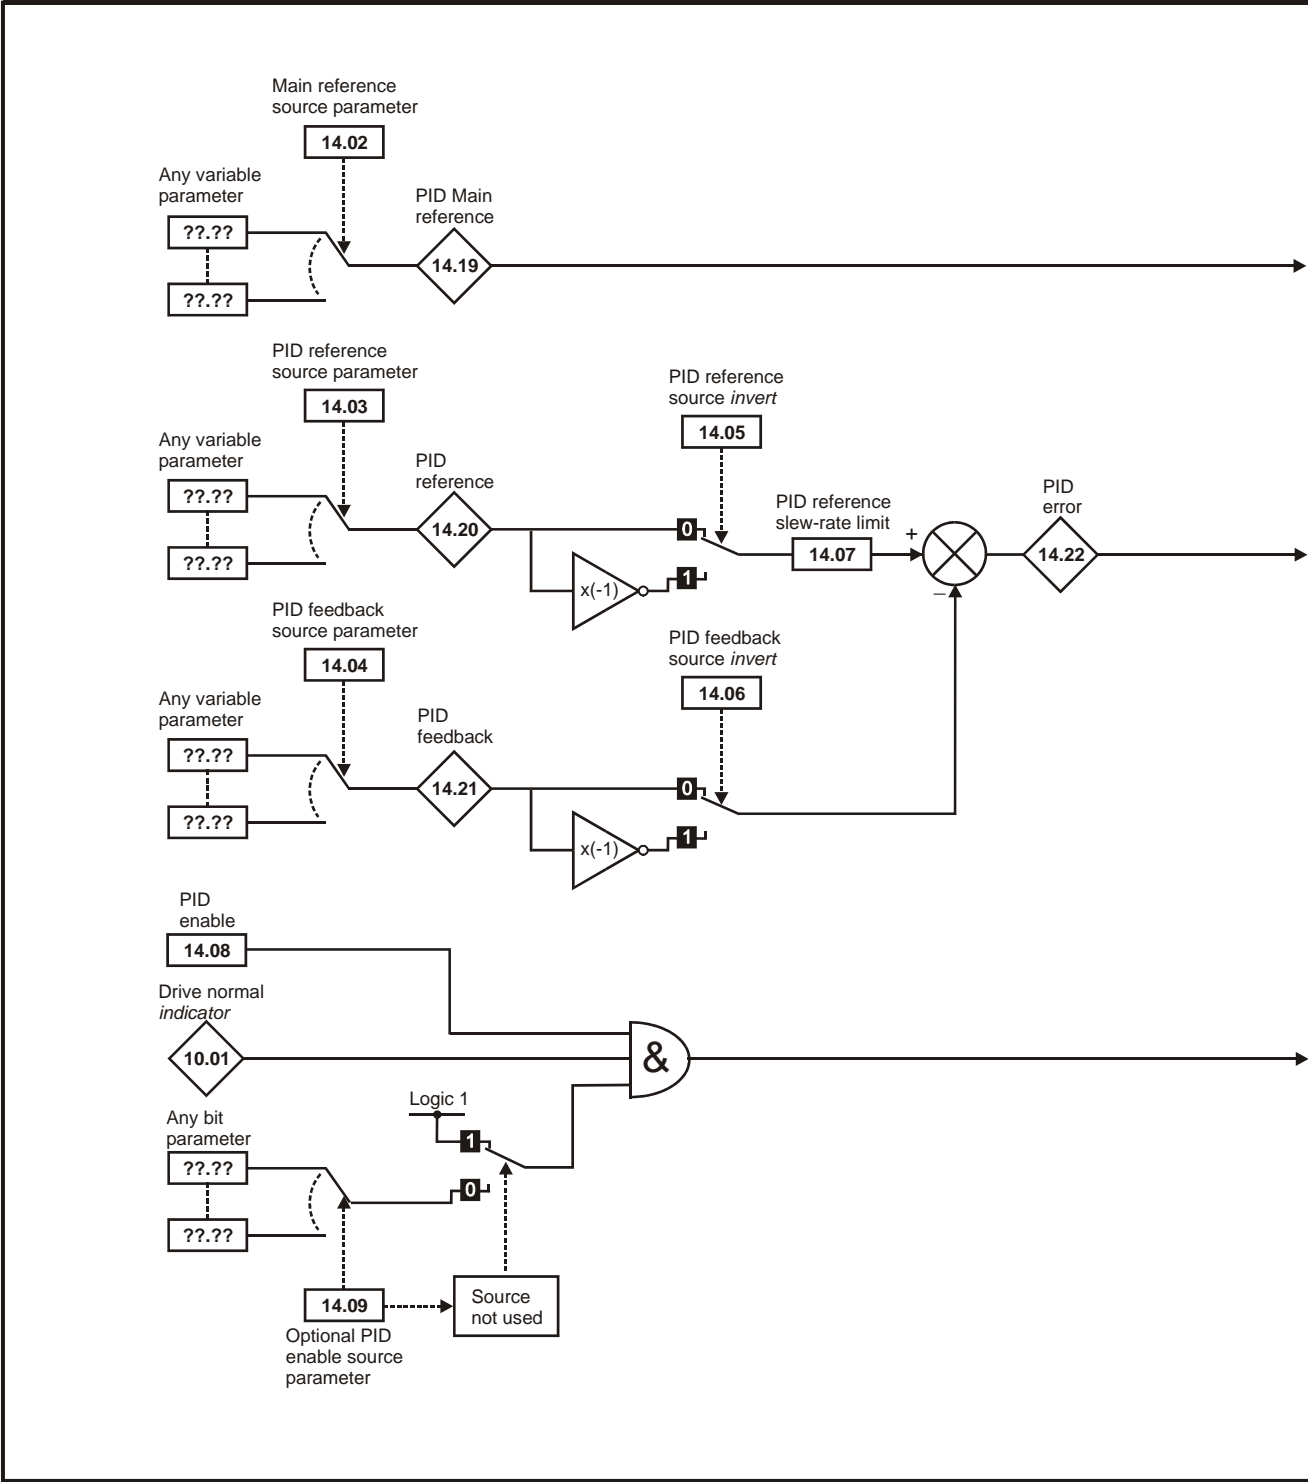 Main reference
source parameter
14.02
Any variable
parameter
??.??
??.??
PID Main
reference
14.19
PID reference
source parameter
14.03
Any variable
parameter
??.??
??.??
PID
reference
14.20
x(-1)
PID reference
source invert
14.05
0
1
PID reference
slew-rate limit
14.07
+
–
PID
error
14.22
PID feedback
source parameter
14.04
Any variable
parameter
??.??
??.??
PID
feedback
14.21
x(-1)
PID feedback
source invert
14.06
0
1
PID
enable
14.08
Drive normal
indicator
10.01
&
Logic 1
1
0
Any bit
parameter
??.??
??.??
14.09
Optional PID
enable source
parameter
Source
not used